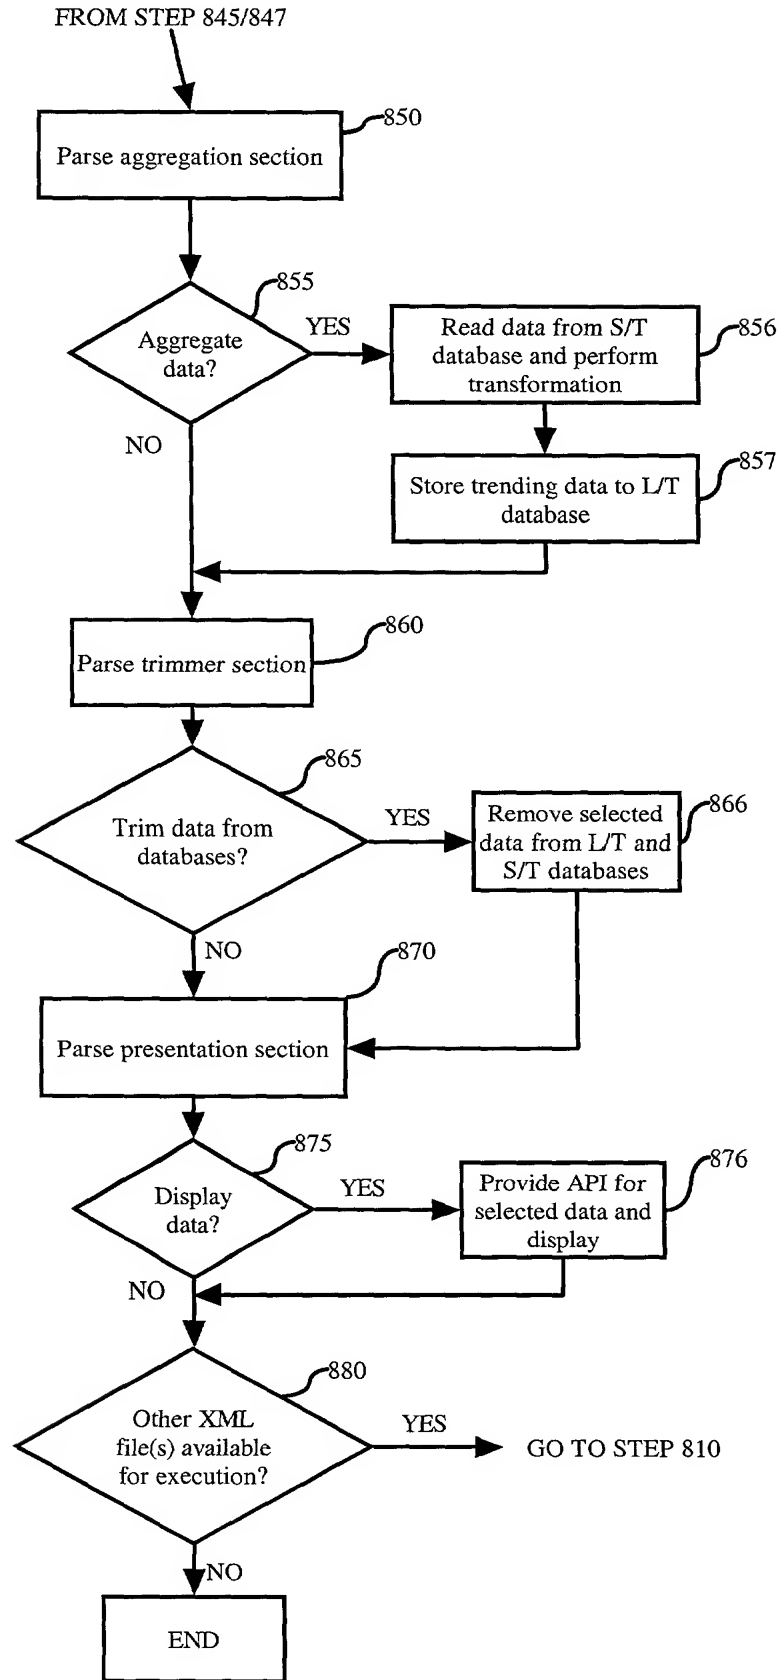 FROM STEP 845/847
850
Parse aggregation section
855
YES
Aggregate
data?
Read data from S/T
database and perform
transformation
856
NO
857
Store trending data to L/T
database
860
Parse trimmer section
865
YES
Trim data from
databases?
Remove selected
data from L/T and
S/T databases
866
NO
870
Parse presentation section
875
YES
Display
data?
Provide API for
selected data and
display
876
NO
880
Other XML
file(s) available
for execution?
YES
GO TO STEP 810
NO
END